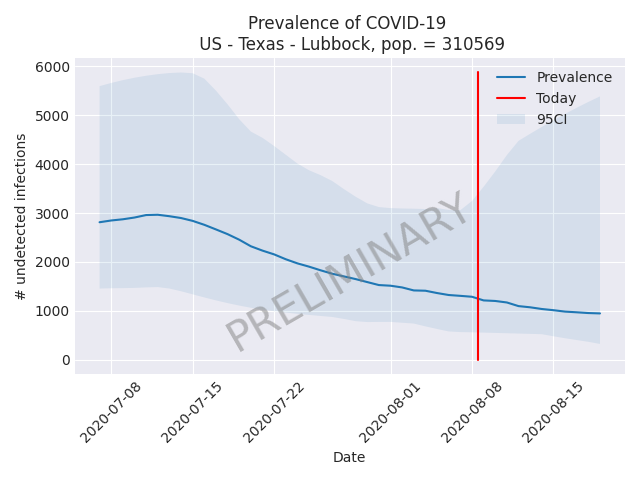 Prevalence of COVID-19
US - Texas - Lubbock, pop. = 310569
6000
5000
4000
3000
2000
1000
0
# undetected infections
Prevalence
Today
95CI
PRELIMINARY
2020-07-08
2020-07-15
2020-07-22
2020-08-01
2020-08-08
2020-08-15
Date